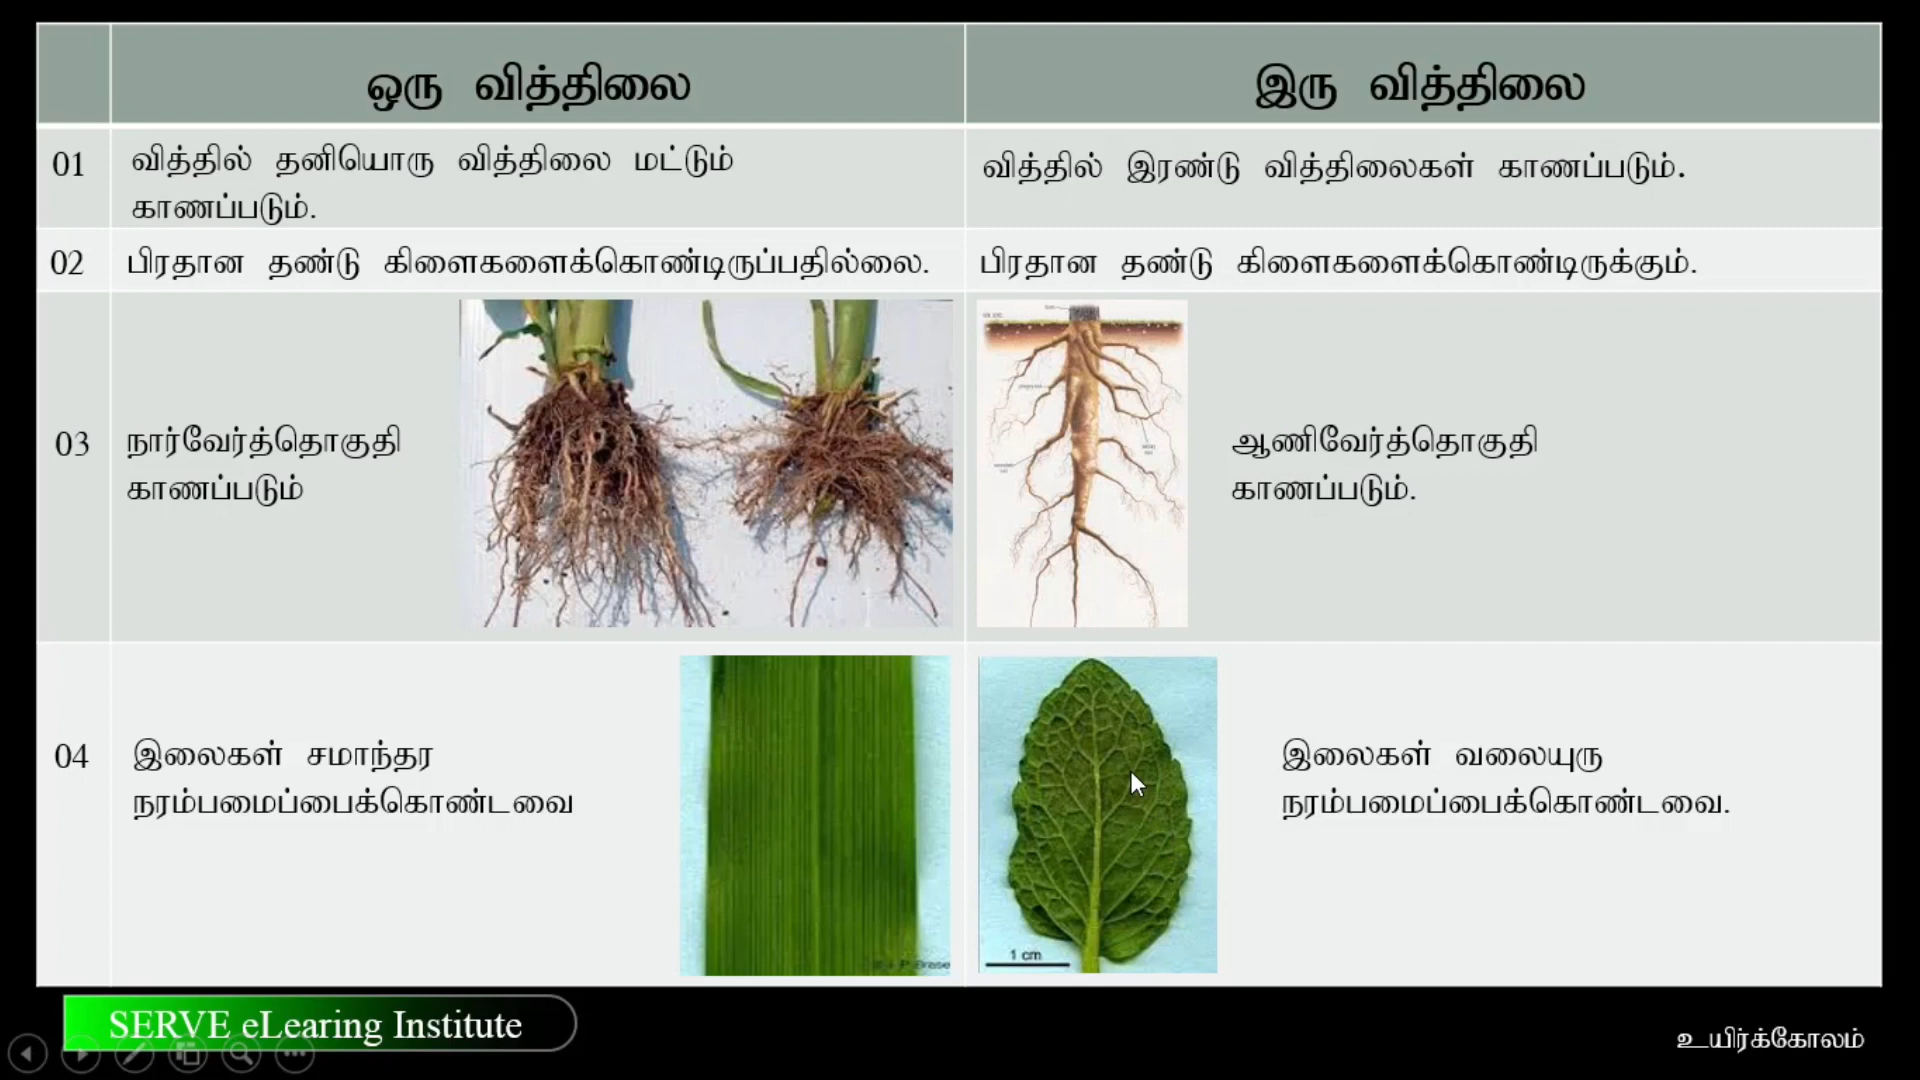 ஒரு வித்திலை
இரு வித்திலை
01
வித்தில் தனியொரு வித்திலை மட்டும்
காணப்படும்.
வித்தில் இரண்டு வித்திலைகள் காணப்படும்.
02
பிரதான தண்டு கிளைகளைக்கொண்டிருப்பதில்லை.
பிரதான தண்டு கிளைகளைக்கொண்டிருக்கும்.
03
நார்வேர்த்தொகுதி
காணப்படும்
ஆணிவேர்த்தொகுதி
காணப்படும்.
04
இலைகள் சமாந்தர
நரம்பமைப்பைக்கொண்டவை
1 cm
இலைகள் வலையுரு
நரம்பமைப்பைக்கொண்டவை.
SERVE eLearing Institute
உயிர்க்கோலம்